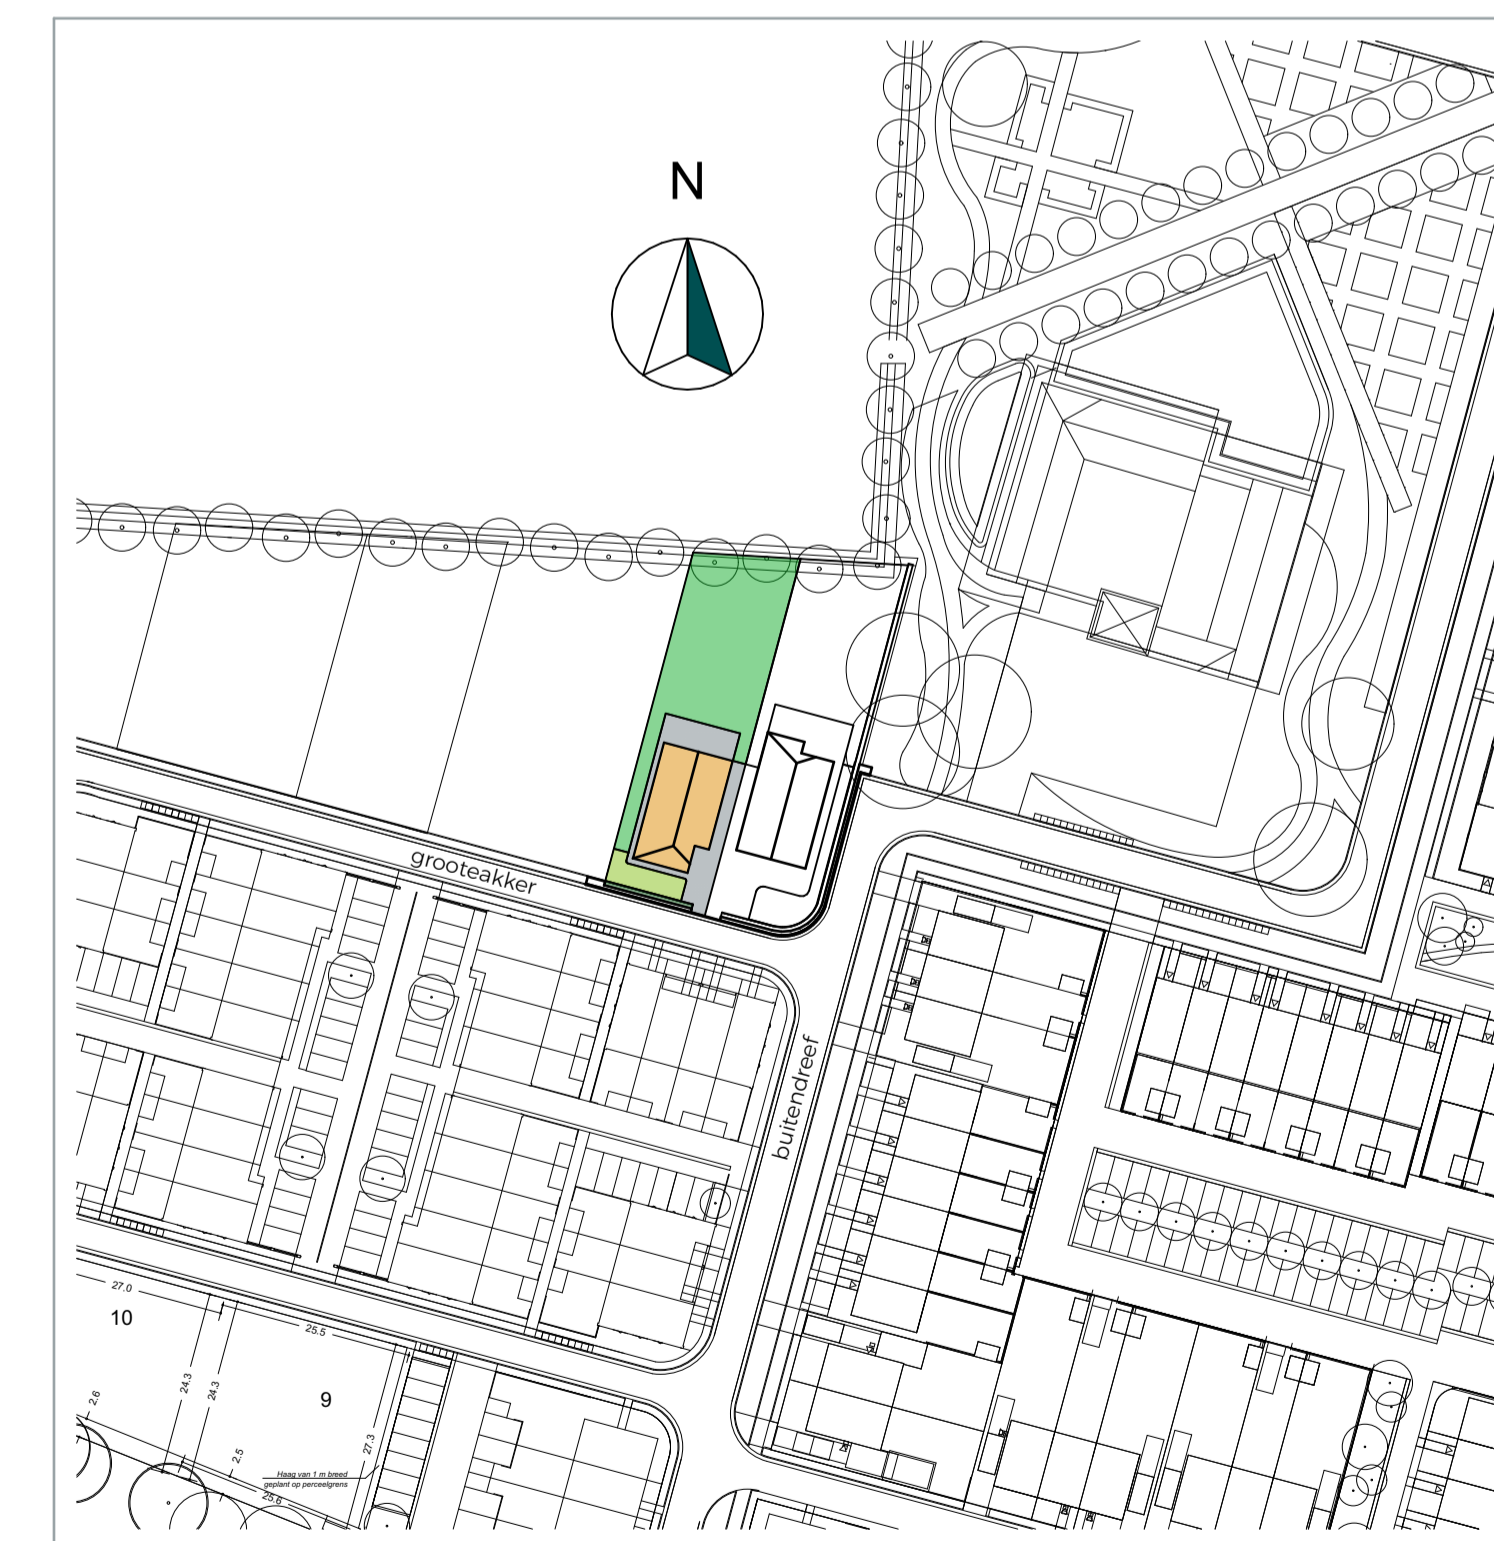 N
grooteakker
buitendreef
27.0
10
25.5
24.3
24.3
9
2.6
27.3
2.5
Haag van 1 m breed
geplant op perceelgrens
25.6